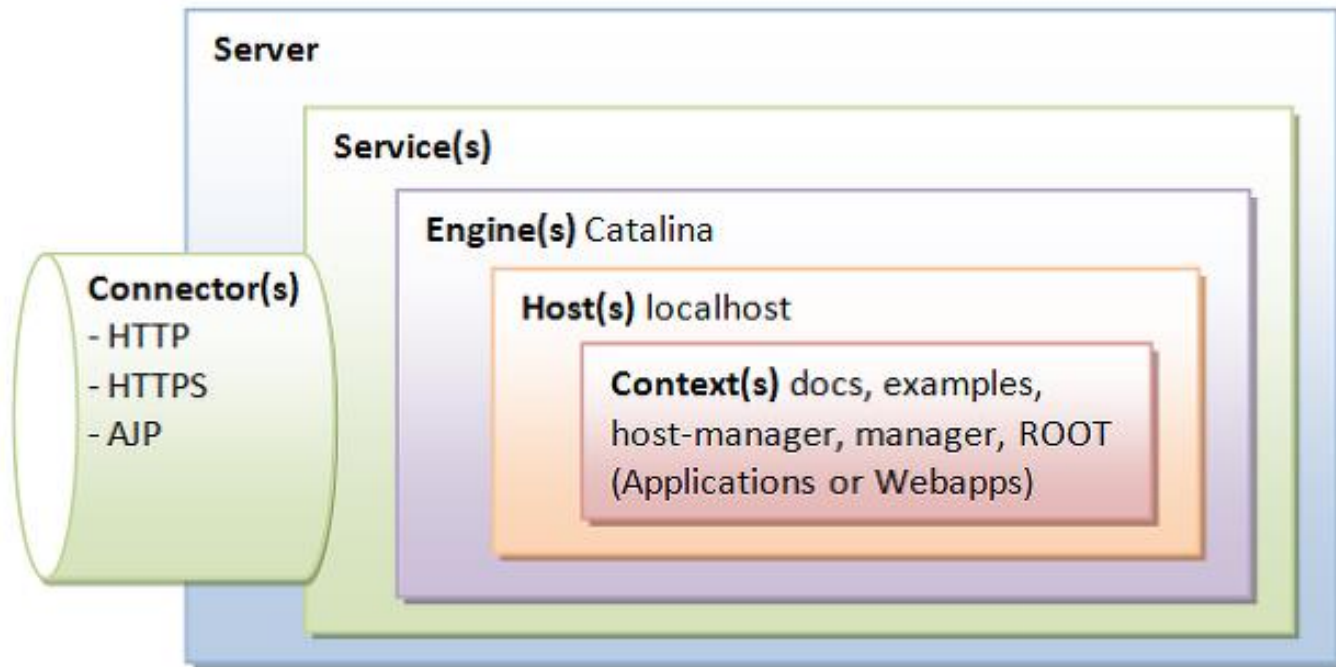 Server
Service(s)
Engine(s) Catalina
Connector(s)
- HTTP
- HTTPS
- AJP
Host(s) localhost
Context(s) docs, examples,
host-manager, manager, ROOT
(Applications or Webapps)